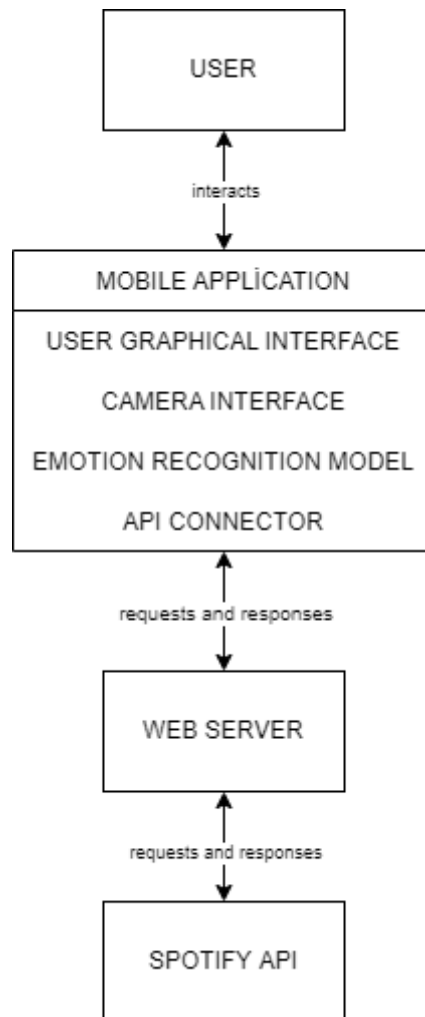 USER
interacts
MOBILE APPLİCATION
USER GRAPHICAL INTERFACE
CAMERA INTERFACE
EMOTION RECOGNITION MODEL
API CONNECTOR
requests and responses
WEB SERVER
requests and responses
SPOTIFY API